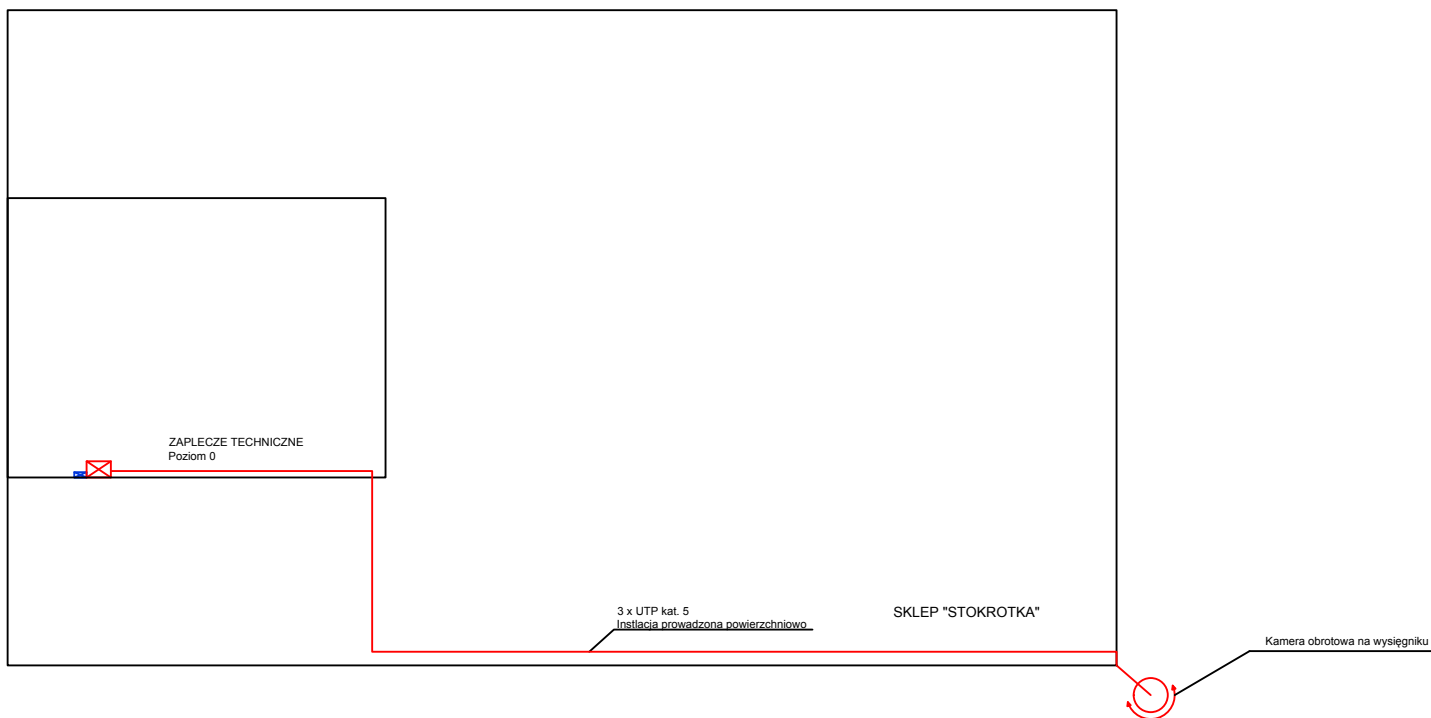 ZAPLECZE TECHNICZNE
Poziom 0
3 x UTP kat. 5
Instlacja prowadzona powierzchniowo
SKLEP "STOKROTKA"
Kamera obrotowa na wysięgniku